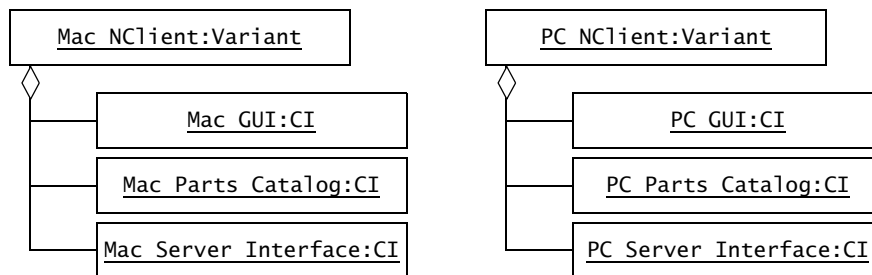 Mac NClient:Variant
Mac GUI:CI
Mac Parts Catalog:CI
Mac Server Interface:CI
PC NClient:Variant
PC GUI:CI
PC Parts Catalog:CI
PC Server Interface:CI